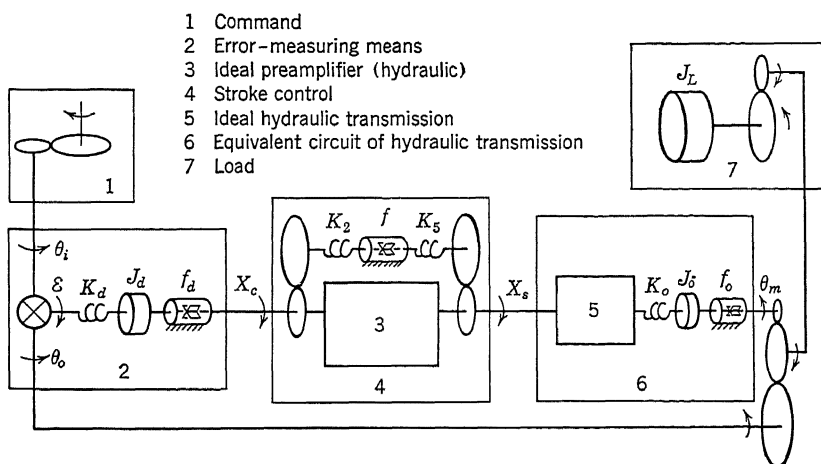 1 Command
2 Error-measuring means
3 Ideal preamplifier (hydraulic)
4 Stroke control
5 Ideal hydraulic transmission
6 Equivalent circuit of hydraulic transmission
7 Load
J_L
7
1
θ_i
K_2 f K_5
ε K_d J_d f_d X_c
X_s
K_o J_õ f_o θ_m
3
5
θ_o
2
4
6